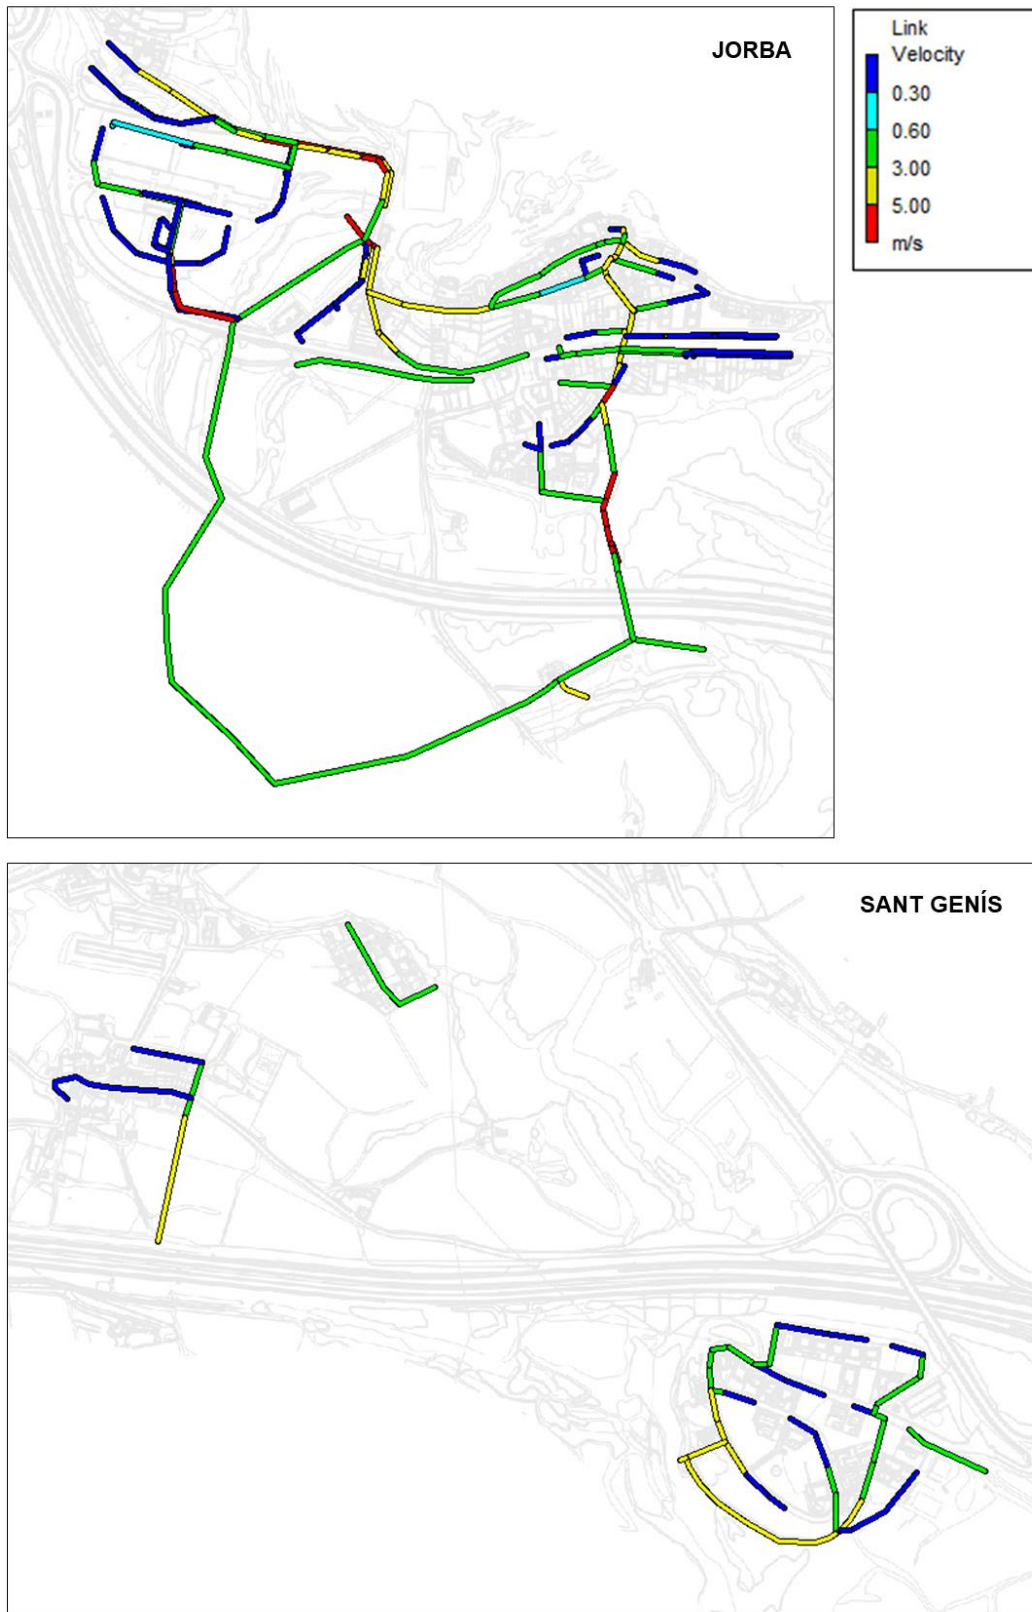 JORBA
Link
Velocity
0.30
0.60
3.00
5.00
m/s
SANT GENÍS